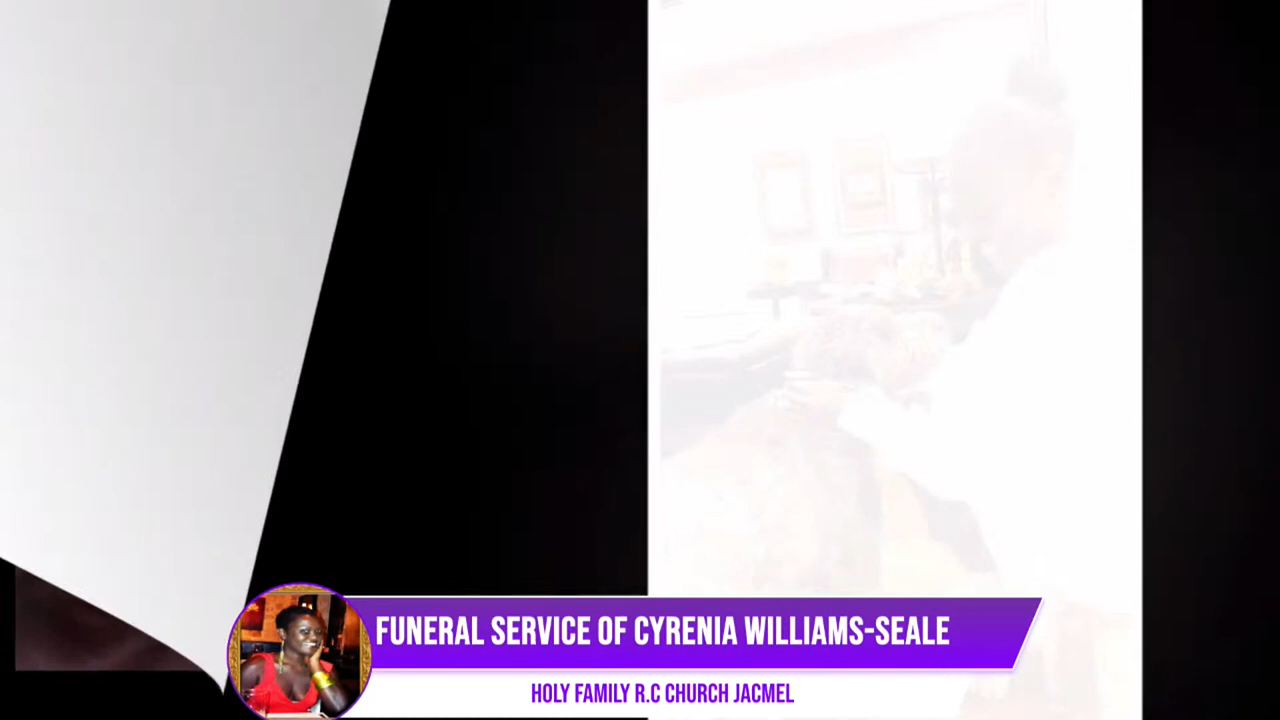 FUNERAL SERVICE OF CYRENIA WILLIAMS-SEALE
HOLY FAMILY R.C CHURCH JACMEL